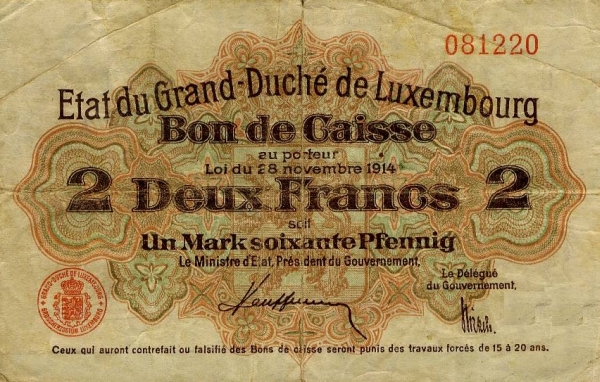 081220
Etat du Grand-Duché de Luxembourg
Bon de Caisse
au porteur
Loi du 28 novembre 1914
2 Deux Francs 2
soit
Un Mark soixante Pfennig
Le Ministre d'Etat, Président du Gouvernement,
Le Délégué
du Gouvernement,
Ceux qui auront contrefait ou falsifié des Bons de caisse seront punis des travaux forcés de 15 à 20 ans.